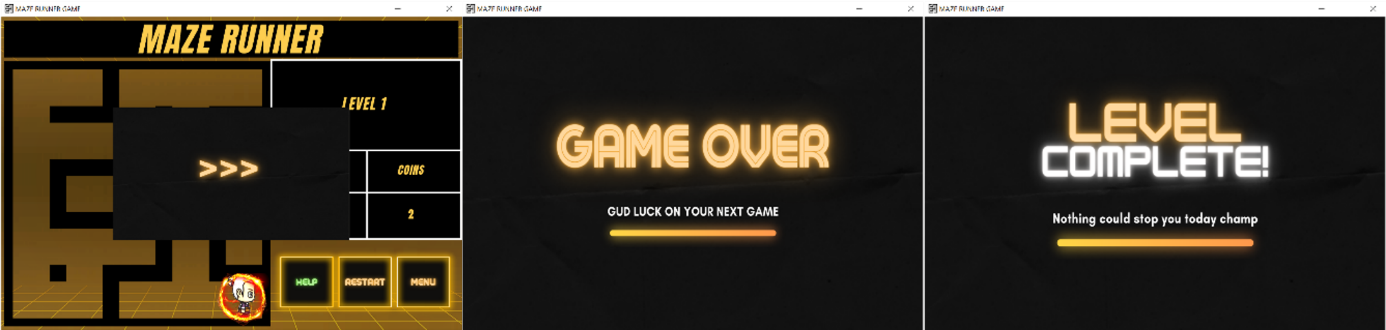 MAZE RUNNER GAME
MAZE RUNNER
LEVEL 1
>>>
COINS
2
HELP
RESTART
MENU
MAZE RUNNER GAME
GAME OVER
GUD LUCK ON YOUR NEXT GAME
MAZE RUNNER GAME
LEVEL
COMPLETE!
Nothing could stop you today champ